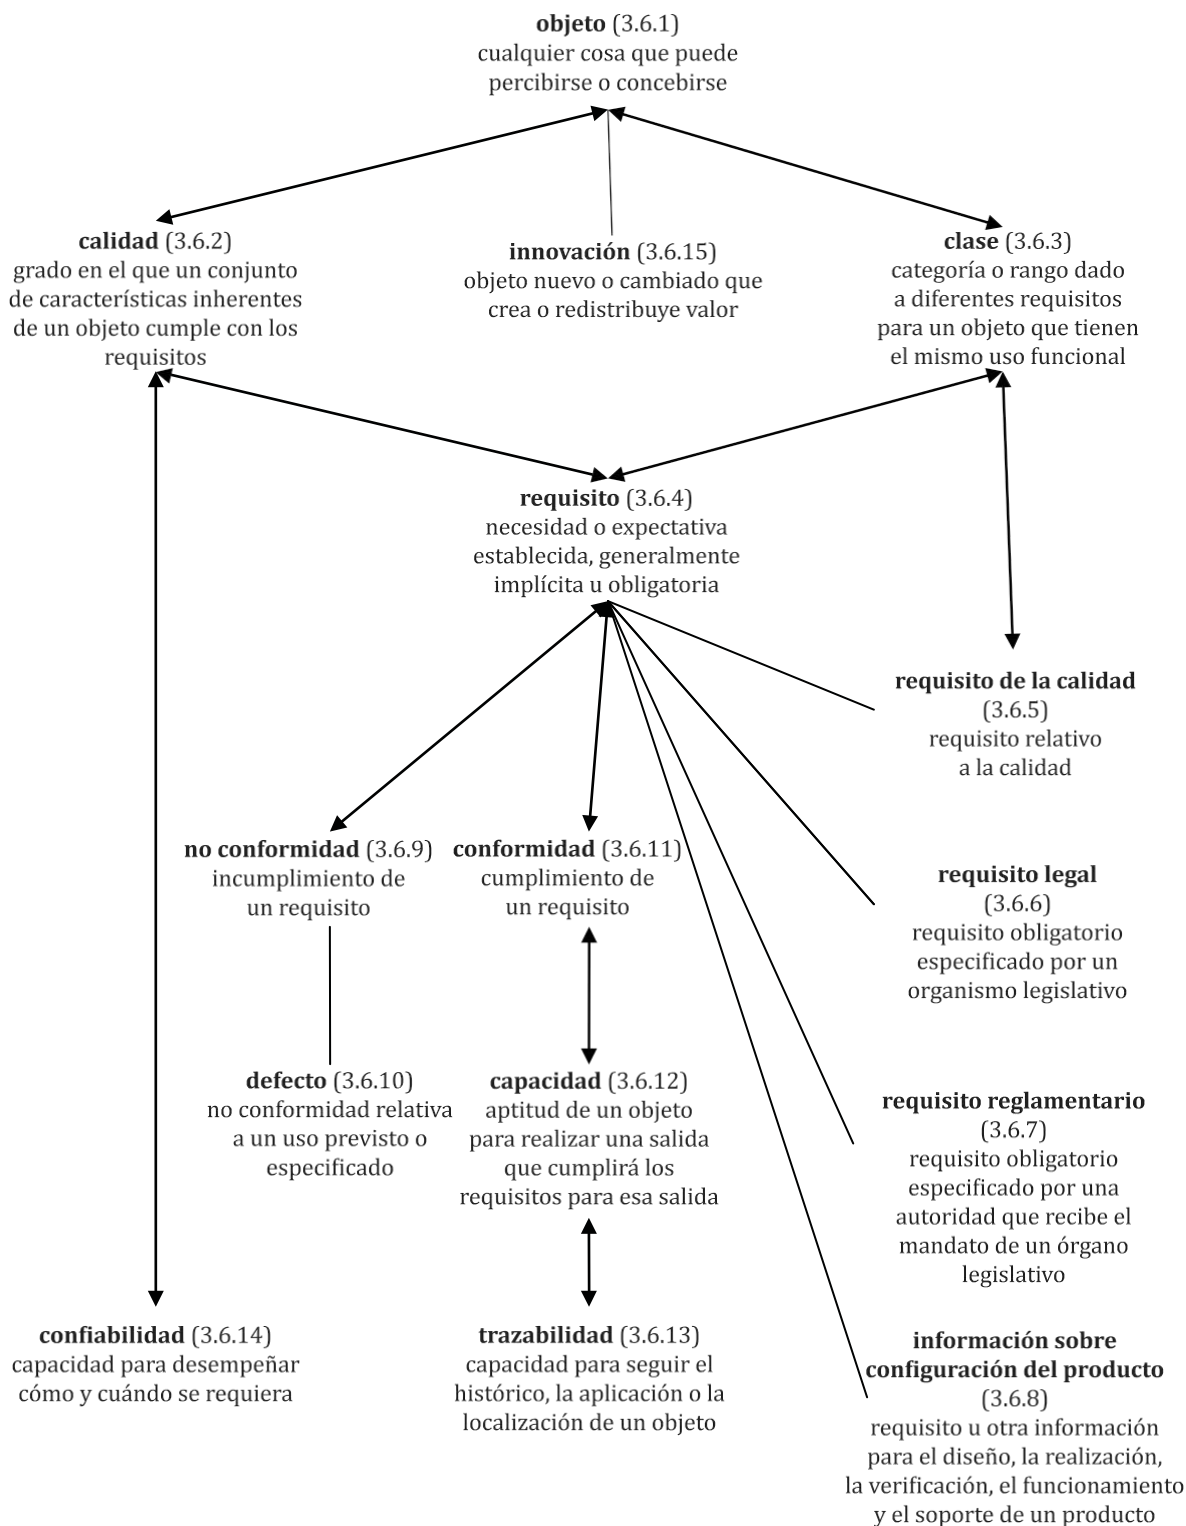 objeto (3.6.1)
cualquier cosa que puede
percibirse o concebirse
calidad (3.6.2)
grado en el que un conjunto
de características inherentes
de un objeto cumple con los
requisitos
innovación (3.6.15)
objeto nuevo o cambiado que
crea o redistribuye valor
clase (3.6.3)
categoría o rango dado
a diferentes requisitos
para un objeto que tienen
el mismo uso funcional
requisito (3.6.4)
necesidad o expectativa
establecida, generalmente
implícita u obligatoria
requisito de la calidad
(3.6.5)
requisito relativo
a la calidad
no conformidad (3.6.9)
incumplimiento de
un requisito
conformidad (3.6.11)
cumplimiento de
un requisito
requisito legal
(3.6.6)
requisito obligatorio
especificado por un
organismo legislativo
defecto (3.6.10)
no conformidad relativa
a un uso previsto o
especificado
capacidad (3.6.12)
aptitud de un objeto
para realizar una salida
que cumplirá los
requisitos para esa salida
requisito reglamentario
(3.6.7)
requisito obligatorio
especificado por una
autoridad que recibe el
mandato de un órgano
legislativo
confiabilidad (3.6.14)
capacidad para desempeñar
cómo y cuándo se requiera
trazabilidad (3.6.13)
capacidad para seguir el
histórico, la aplicación o la
localización de un objeto
información sobre
configuración del producto
(3.6.8)
requisito u otra información
para el diseño, la realización,
la verificación, el funcionamiento
y el soporte de un producto